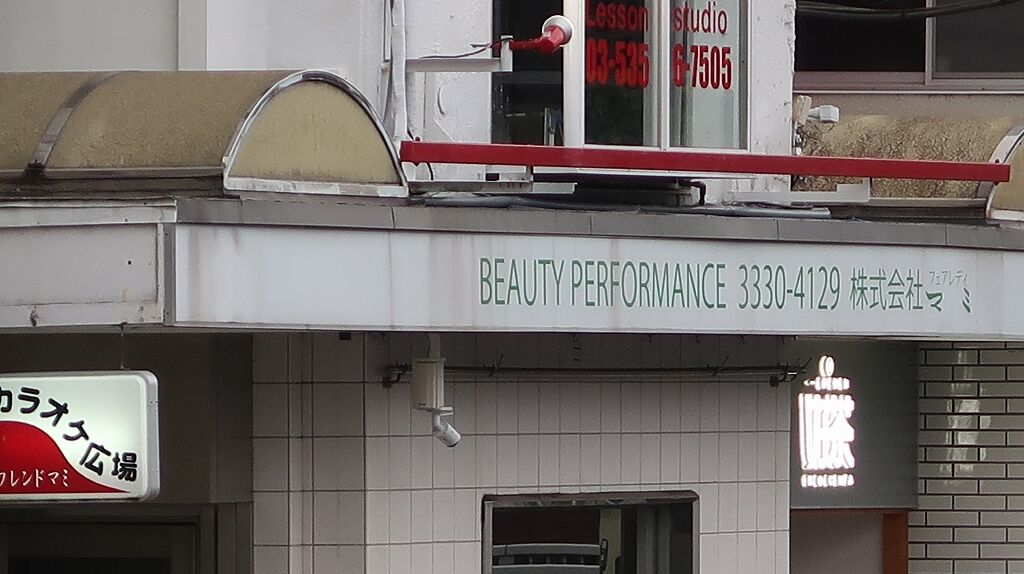 Lesson studio
03-535 6-7505
BEAUTY PERFORMANCE 3330-4129 株式会社 フェアレディ マミ
カラオケ広場
フレンドマミ